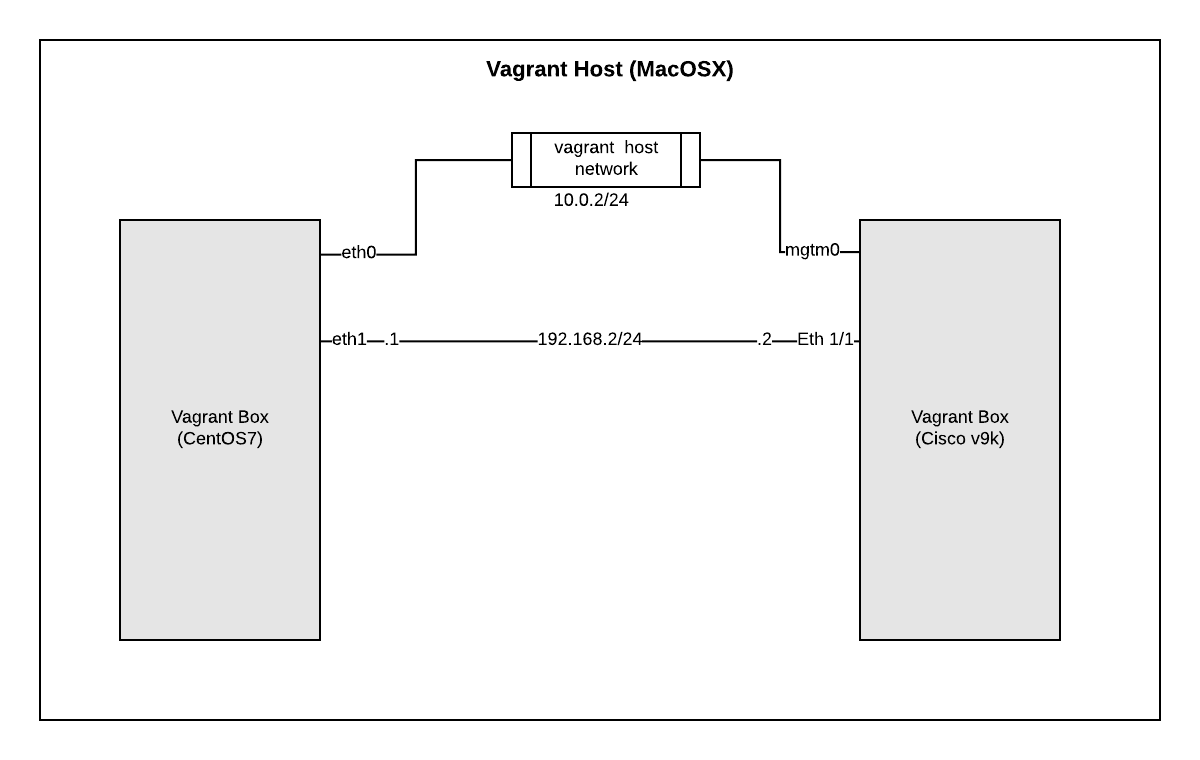 Vagrant Host (MacOSX)
vagrant host
network
10.0.2/24
eth0
mgtm0
eth1
.1
192.168.2/24
.2
Eth 1/1
Vagrant Box
(CentOS7)
Vagrant Box
(Cisco v9k)